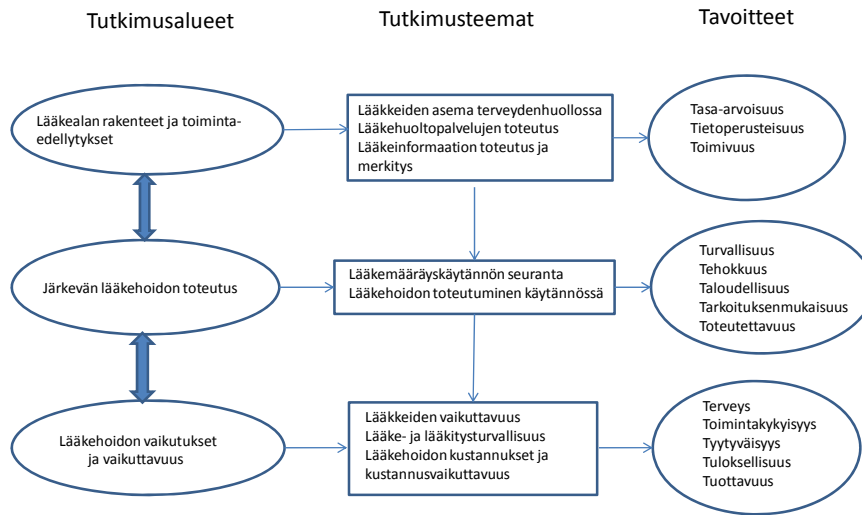 Tutkimusalueet
Tutkimusteemat
Tavoitteet
Lääkealan rakenteet ja toiminta-
edellytykset
Lääkkeiden asema terveydenhuollossa
Lääkehuoltopalvelujen toteutus
Lääkeinformaation toteutus ja
merkitys
Tasa-arvoisuus
Tietoperusteisuus
Toimivuus
Järkevän lääkehoidon toteutus
Lääkemääräyskäytännön seuranta
Lääkehoidon toteutuminen käytännössä
Turvallisuus
Tehokkuus
Taloudellisuus
Tarkoituksenmukaisuus
Toteutettavuus
Lääkehoidon vaikutukset
ja vaikuttavuus
Lääkkeiden vaikuttavuus
Lääke- ja lääkitysturvallisuus
Lääkehoidon kustannukset ja
kustannusvaikuttavuus
Terveys
Toimintakykyisyys
Tyytyväisyys
Tuloksellisuus
Tuottavuus